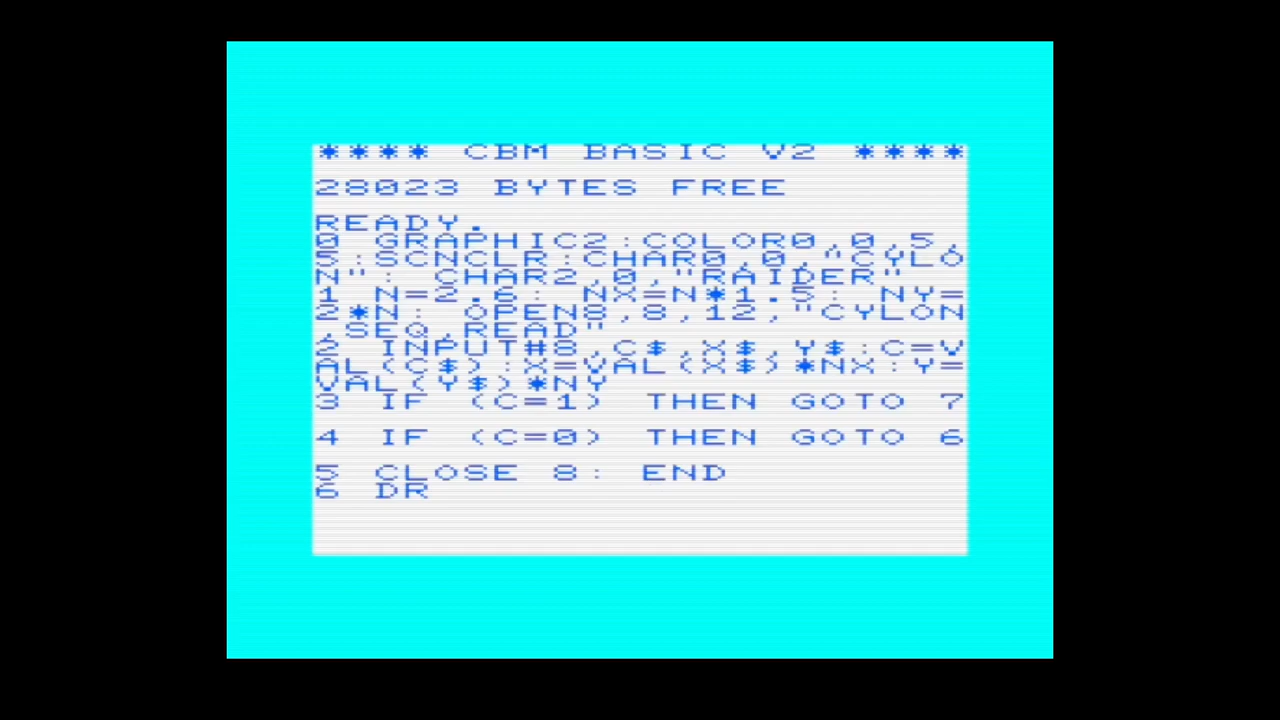 **** CBM BASIC V2 ****
28023 BYTES FREE
READY.
0 GRAPHIC2:COLOR0,0,5,
5:SCNCLR:CHAR0,0,"CYLO
N": CHAR2,0,"RAIDER"
1 N=2.6: NX=N*1.5: NY=
2*N: OPEN8,8,12,"CYLON
,SEQ,READ"
2 INPUT#8,C$,X$,Y$:C=V
AL(C$):X=VAL(X$)*NX:Y=
VAL(Y$)*NY
3 IF (C=1) THEN GOTO 7
4 IF (C=0) THEN GOTO 6
5 CLOSE 8: END
6 DR